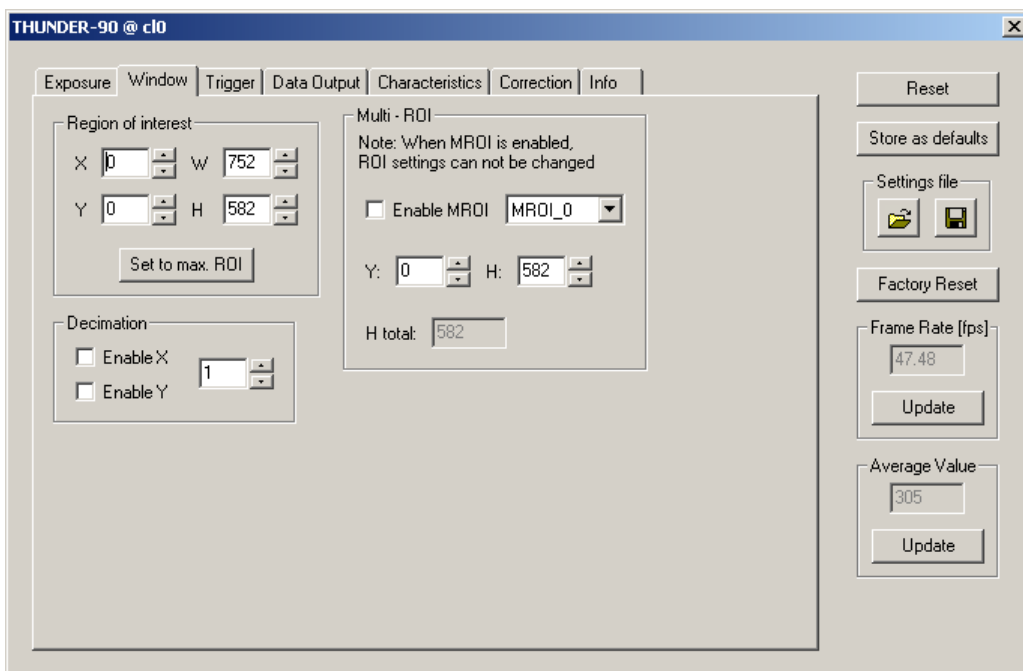 THUNDER-90 @ cl0
Exposure Window Trigger Data Output Characteristics Correction Info
Region of interest
X 0 W 752
Y 0 H 582
Set to max. ROI
Decimation
Enable X
Enable Y
1
Multi - ROI
Note: When MROI is enabled,
ROI settings can not be changed
Enable MROI MROI_0
Y: 0 H: 582
H total: 582
Reset
Store as defaults
Settings file
Factory Reset
Frame Rate [fps]
47.48
Update
Average Value
305
Update